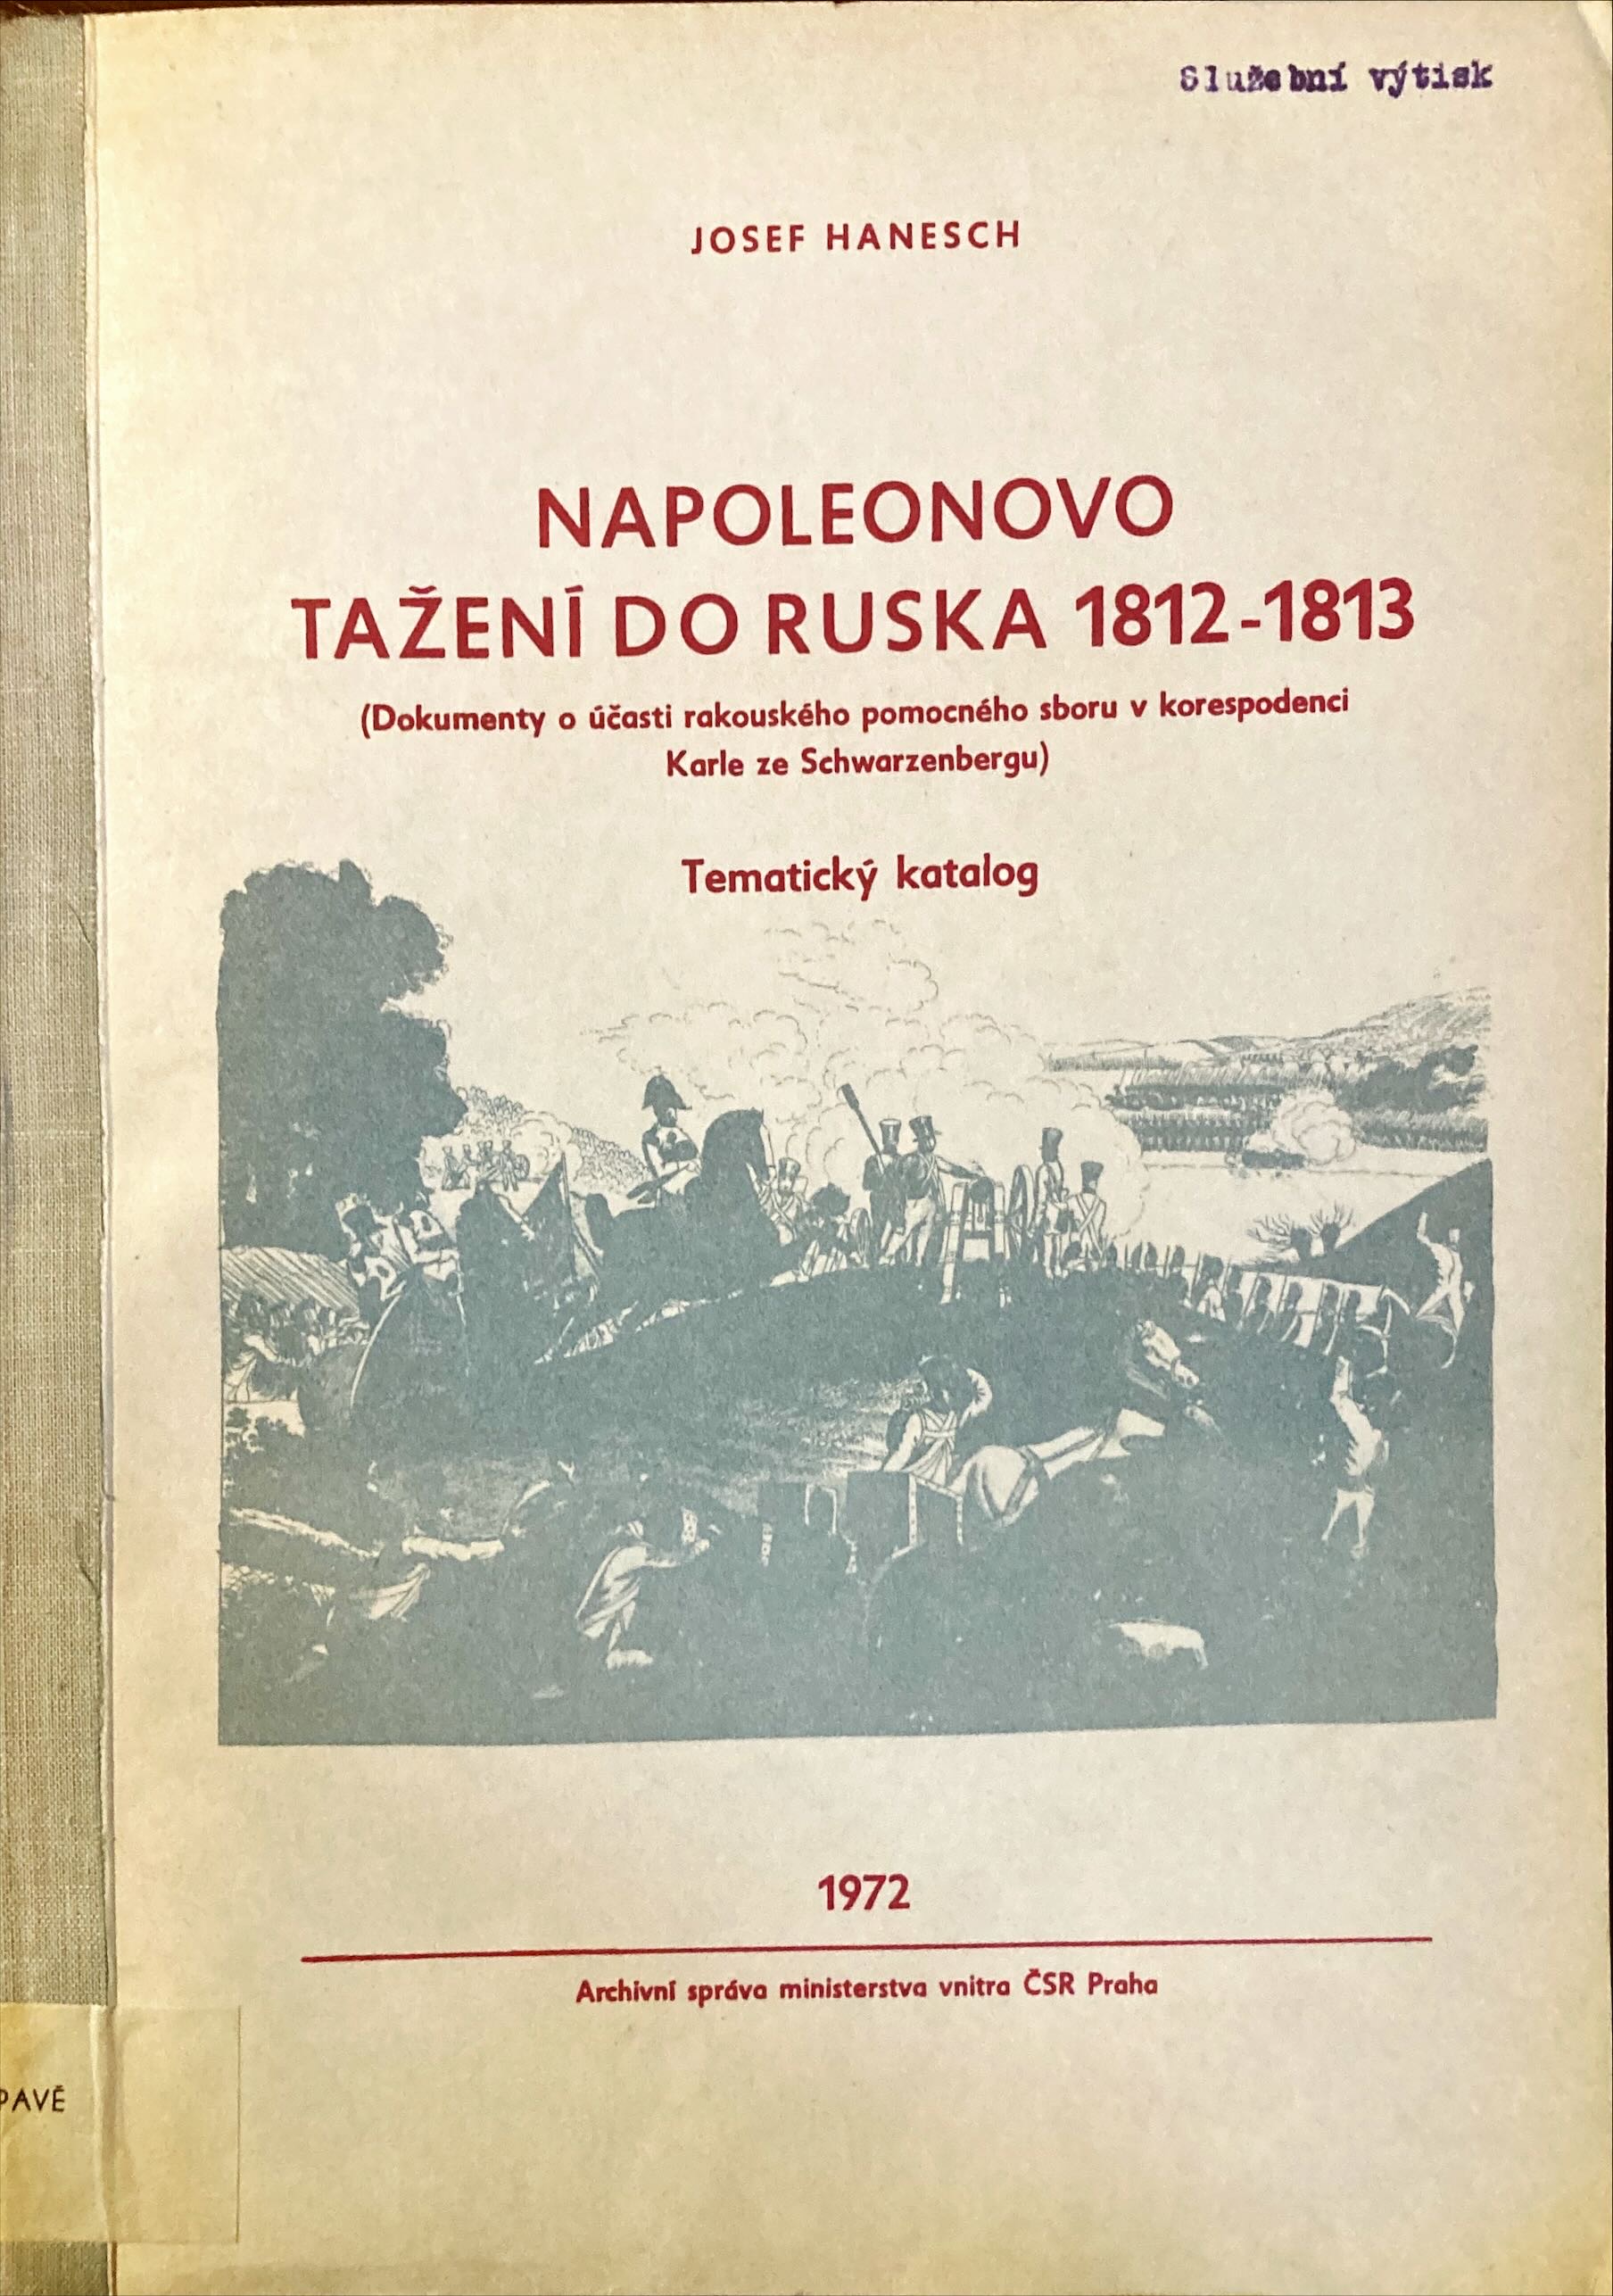 Služební výtisk
JOSEF HANESCH
NAPOLEONOVO
TAŽENÍ DO RUSKA 1812-1813
(Dokumenty o účasti rakouského pomocného sboru v korespodenci
Karle ze Schwarzenbergu)
Tematický katalog
1972
Archivní správa ministerstva vnitra ČSR Praha
PAVĚ